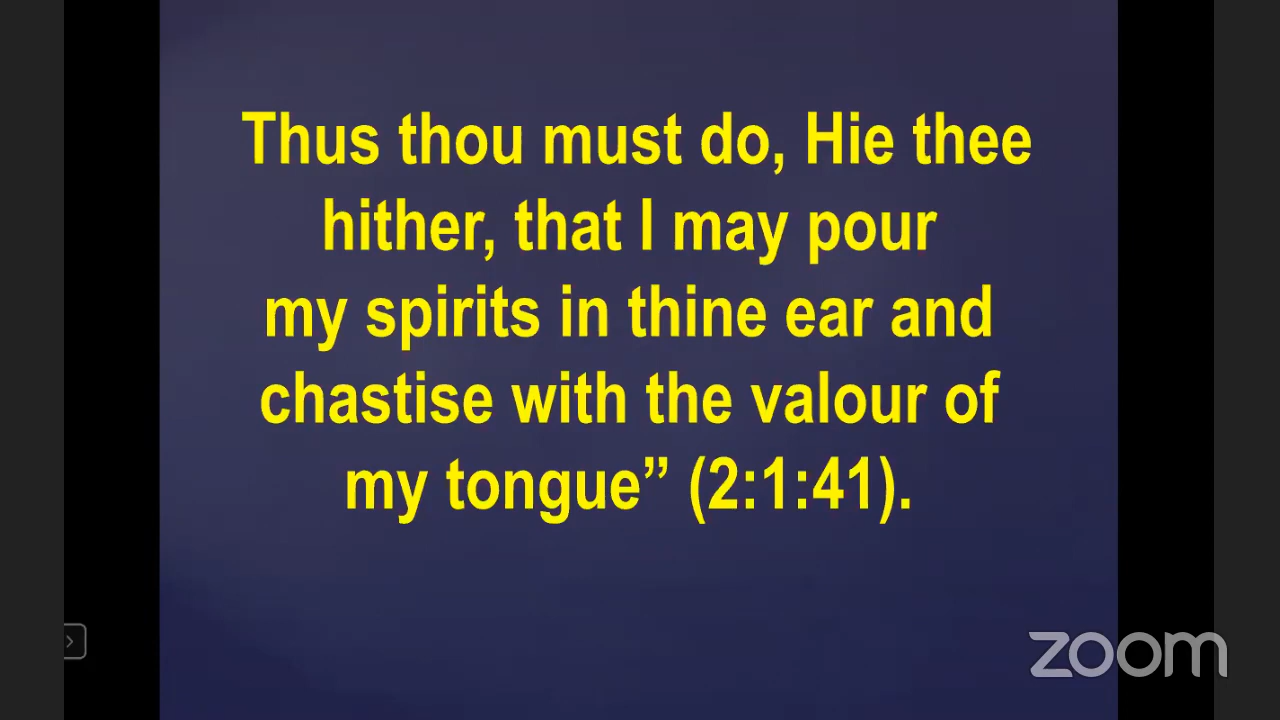 Thus thou must do, Hie thee
hither, that I may pour
my spirits in thine ear and
chastise with the valour of
my tongue” (2:1:41).
zoom